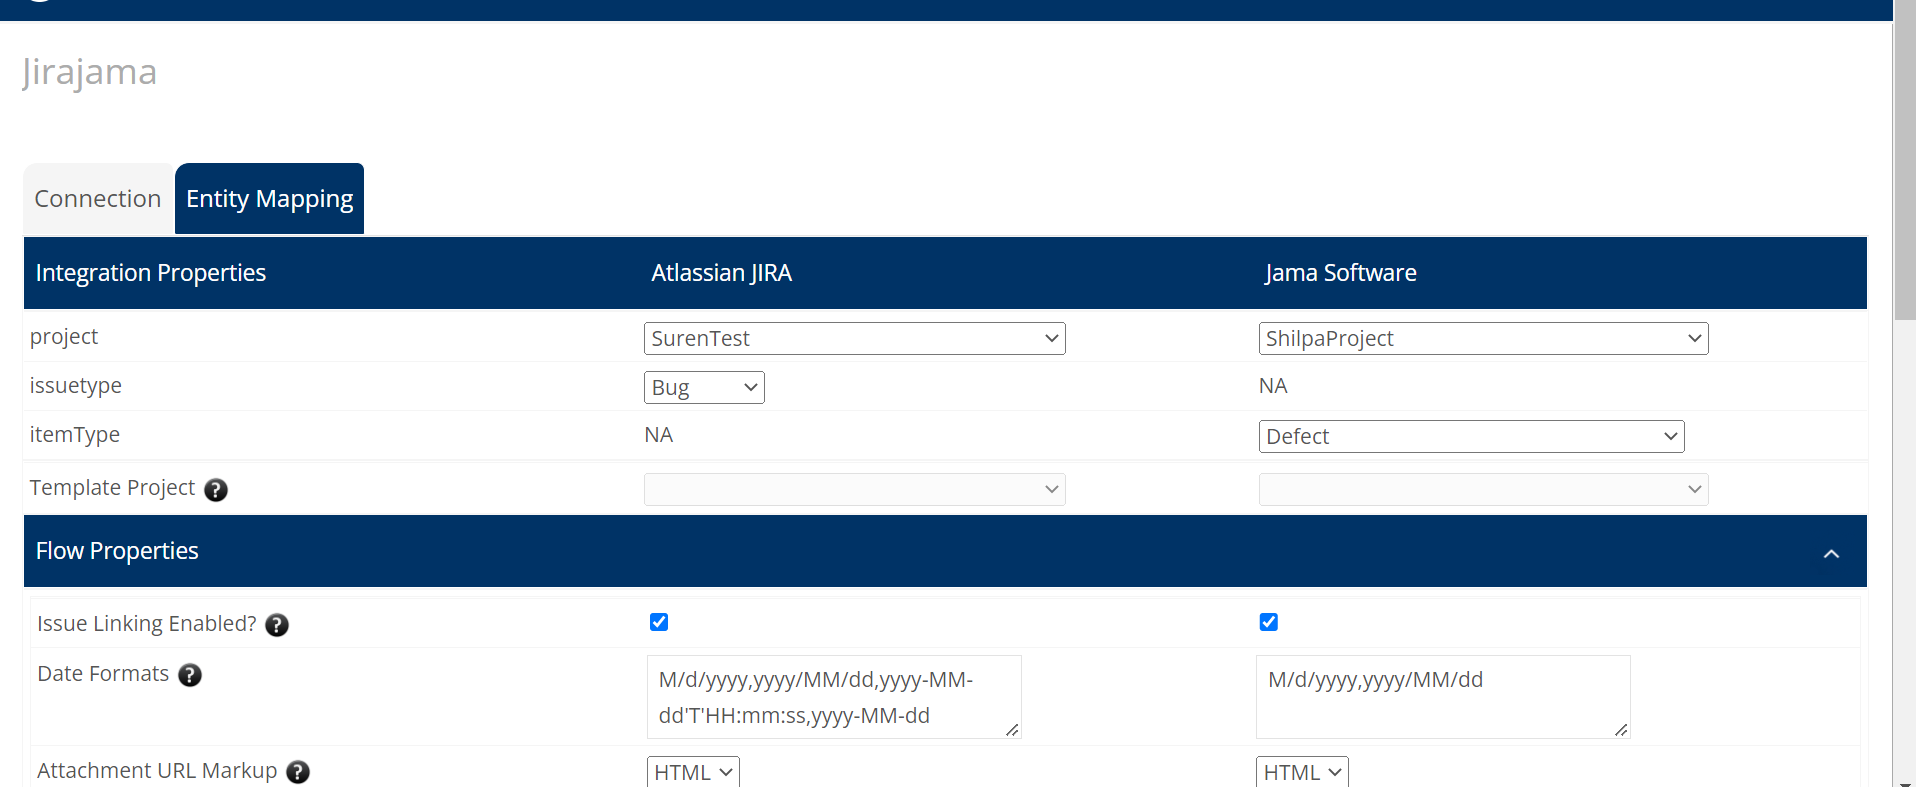 Jirajama
Connection Entity Mapping
Integration Properties Atlassian JIRA Jama Software
project SurenTest ShilpaProject
issuetype Bug NA
itemType NA Defect
Template Project ?
Flow Properties
Issue Linking Enabled? ?
Date Formats ? M/d/yyyy,yyyy/MM/dd,yyyy-MM- M/d/yyyy,yyyy/MM/dd
dd'T'HH:mm:ss,yyyy-MM-dd
Attachment URL Markup ? HTML HTML